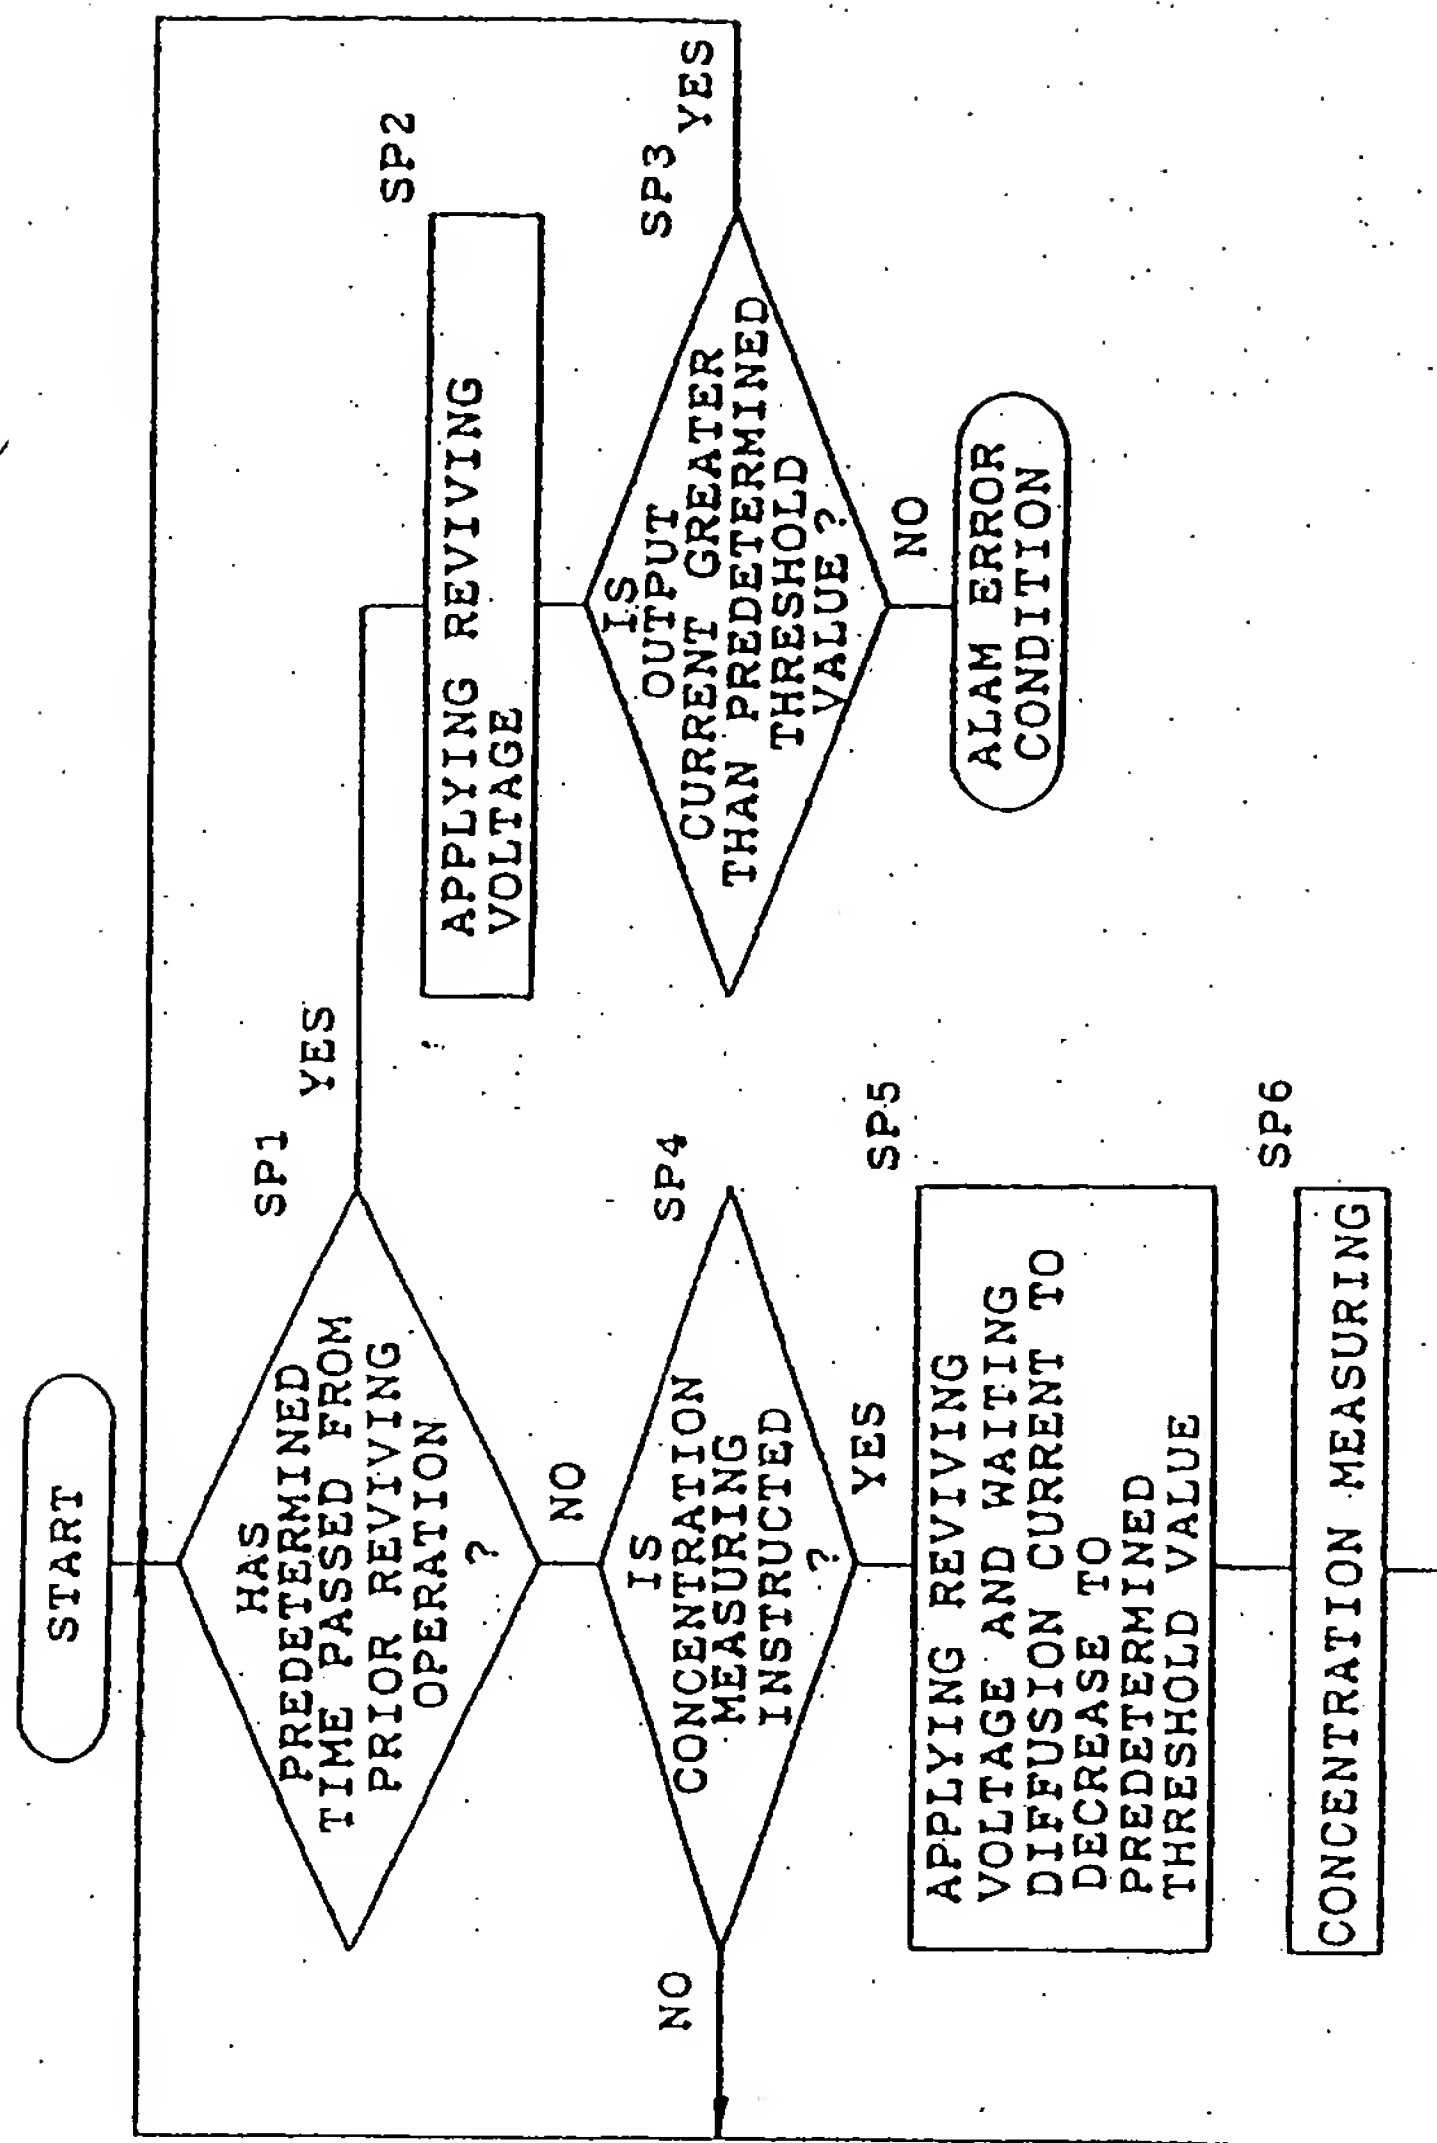 START
SP1
HAS
PREDETERMINED
TIME PASSED FROM
PRIOR REVIVING
OPERATION
?
YES
NO
SP2
APPLYING REVIVING
VOLTAGE
SP3
IS
OUTPUT
CURRENT GREATER
THAN PREDETERMINED
THRESHOLD
VALUE ?
YES
NO
ALAM ERROR
CONDITION
SP4
IS
CONCENTRATION
MEASURING
INSTRUCTED
?
NO
YES
SP5
APPLYING REVIVING
VOLTAGE AND WAITING
DIFFUSION CURRENT TO
DECREASE TO
PREDETERMINED
THRESHOLD VALUE
SP6
CONCENTRATION MEASURING